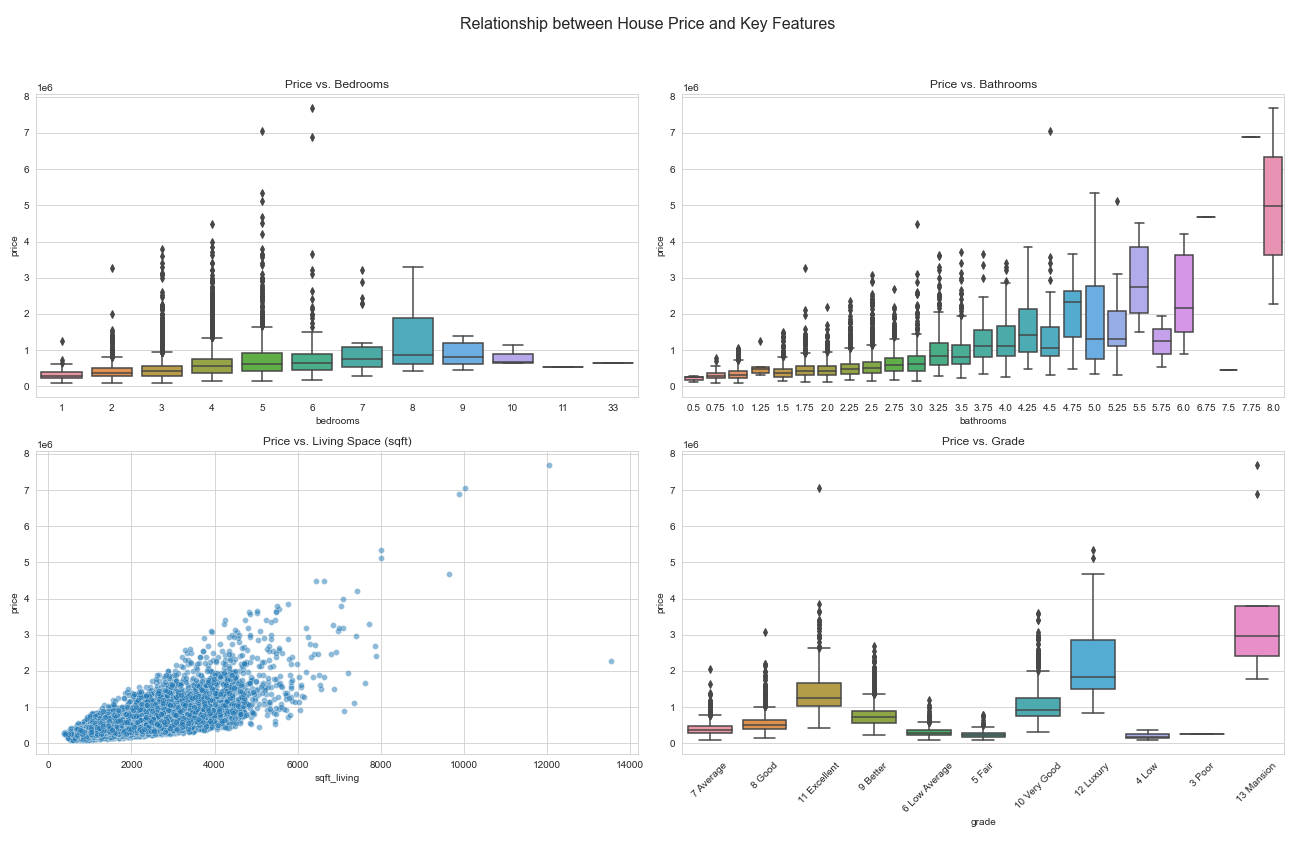 Relationship between House Price and Key Features
Price vs. Bedrooms
1e6
8
7
6
5
4
3
2
1
0
price
1 2 3 4 5 6 7 8 9 10 11 33
bedrooms
Price vs. Bathrooms
1e6
8
7
6
5
4
3
2
1
0
price
0.5 0.75 1.0 1.25 1.5 1.75 2.0 2.25 2.5 2.75 3.0 3.25 3.5 3.75 4.0 4.25 4.5 4.75 5.0 5.25 5.5 5.75 6.0 6.75 7.5 7.75 8.0
bathrooms
Price vs. Living Space (sqft)
1e6
8
7
6
5
4
3
2
1
0
price
0 2000 4000 6000 8000 10000 12000 14000
sqft_living
Price vs. Grade
1e6
8
7
6
5
4
3
2
1
0
price
7 Average
8 Good
11 Excellent
9 Better
6 Low Average
5 Fair
10 Very Good
12 Luxury
4 Low
3 Poor
13 Mansion
grade